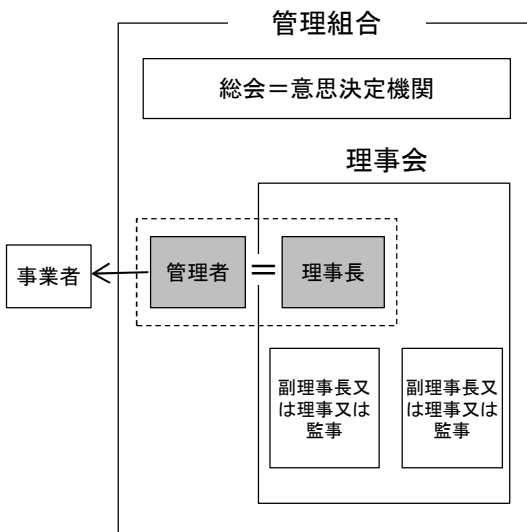 管理組合
総会＝意思決定機関
理事会
事業者
管理者
＝
理事長
副理事長又
は理事又は
監事
副理事長又
は理事又は
監事